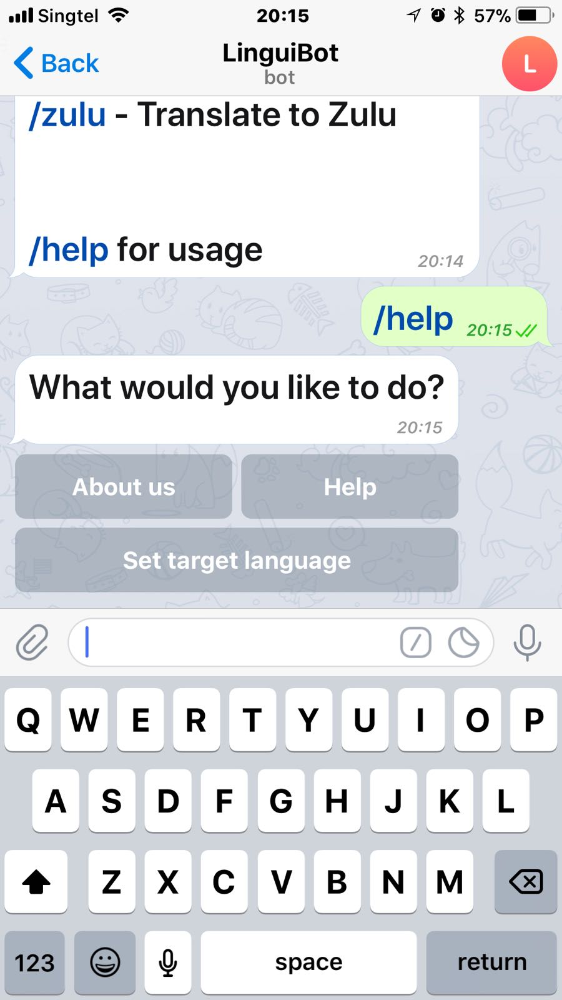 Singtel 20:15 57%
Back LinguiBot L
bot
/zulu - Translate to Zulu
/help for usage
20:14
/help 20:15
What would you like to do?
20:15
About us Help
Set target language
Q W E R T Y U I O P
A S D F G H J K L
Z X C V B N M
123 space return